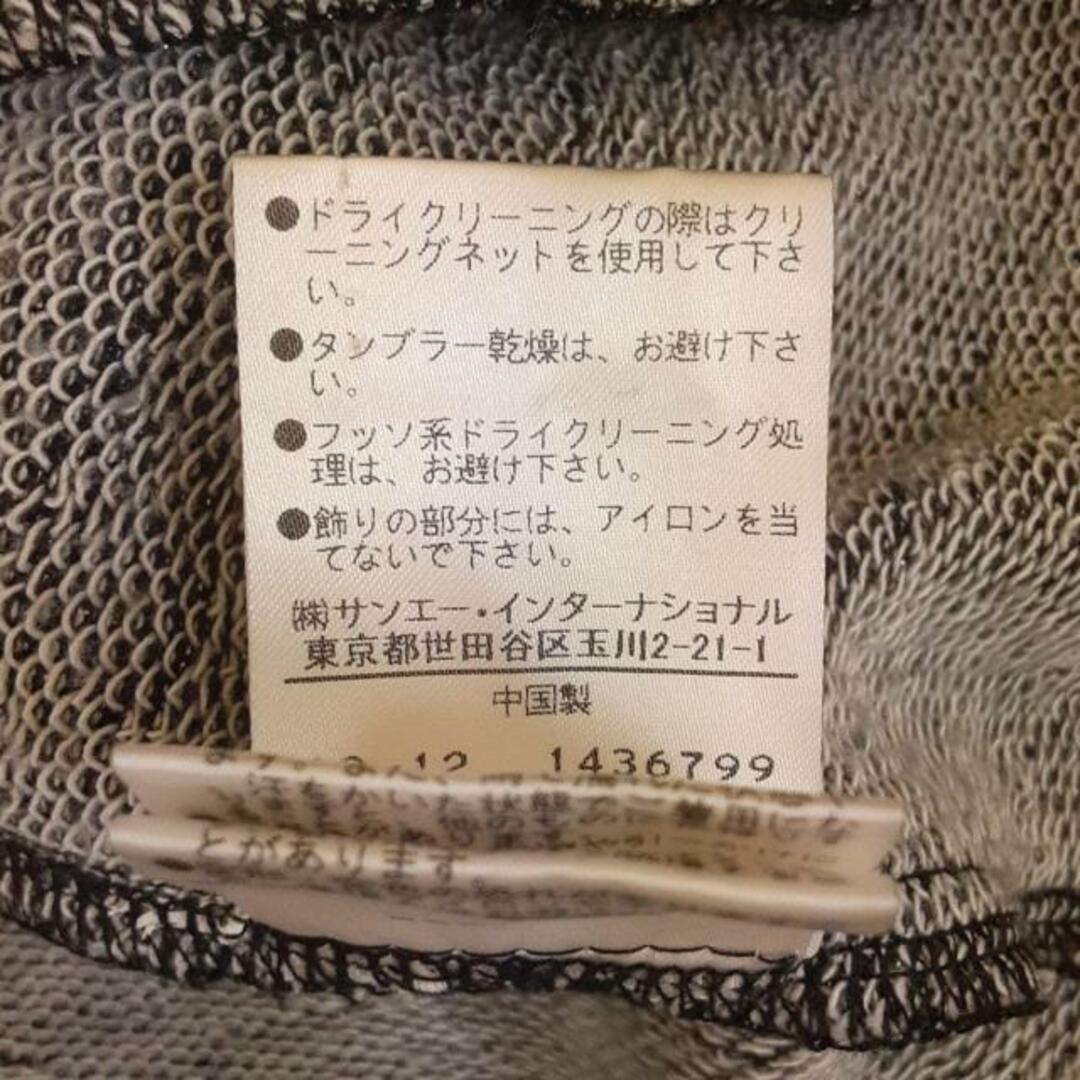 ●ドライクリーニングの際はクリ
ーニングネットを使用して下さ
い。
●タンブラー乾燥は、お避け下さ
い。
●フッソ系ドライクリーニング処
理は、お避け下さい。
●飾りの部分には、アイロンを当
てないで下さい。
㈱サンエー・インターナショナル
東京都世田谷区玉川2-21-1
中国製
12 1436799
汗をかいた
とがあります。